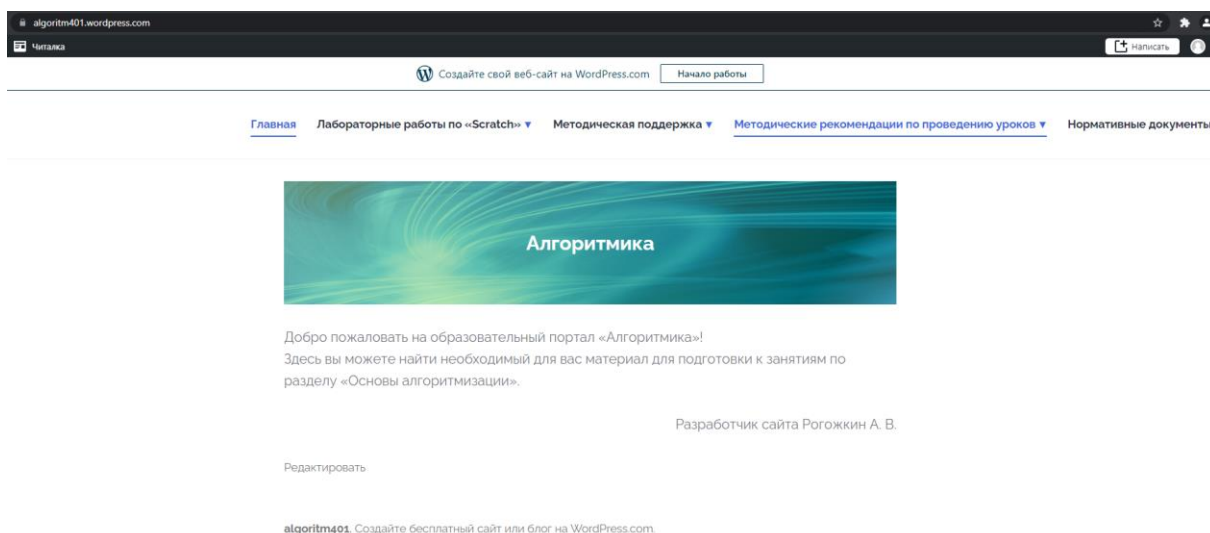 algoritm401.wordpress.com
Читалка
Написать
Создайте свой веб-сайт на WordPress.com Начало работы
Главная Лабораторные работы по «Scratch» ▼ Методическая поддержка ▼ Методические рекомендации по проведению уроков ▼ Нормативные документы
Алгоритмика
Добро пожаловать на образовательный портал «Алгоритмика»!
Здесь вы можете найти необходимый для вас материал для подготовки к занятиям по
разделу «Основы алгоритмизации».
Разработчик сайта Рогожкин А. В.
Редактировать
algoritm401. Создайте бесплатный сайт или блог на WordPress.com.